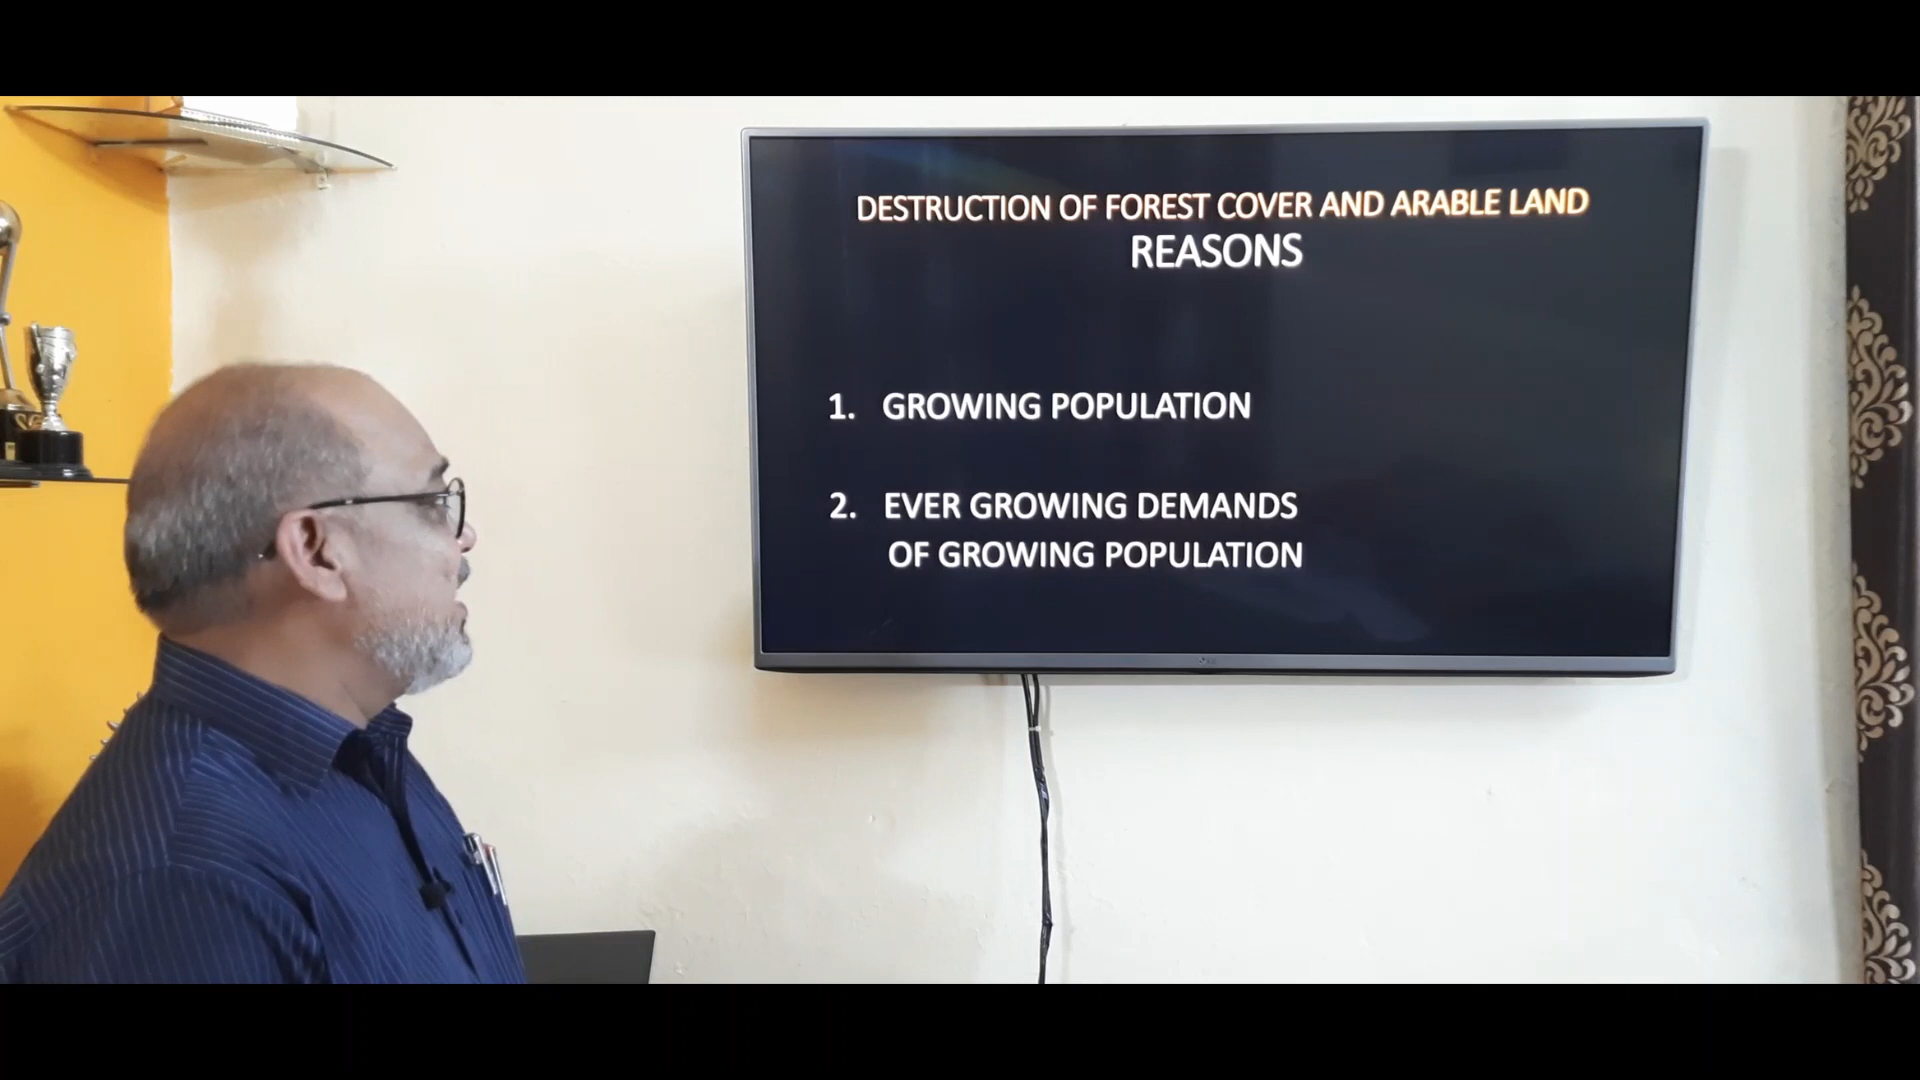 DESTRUCTION OF FOREST COVER AND ARABLE LAND
REASONS
1. GROWING POPULATION
2. EVER GROWING DEMANDS
OF GROWING POPULATION